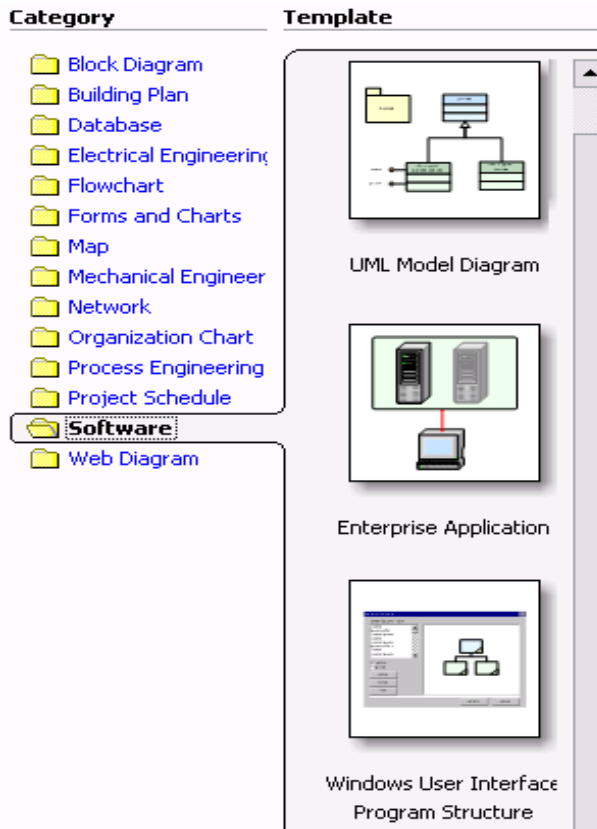 Category
Template
Block Diagram
Building Plan
Database
Electrical Engineering
Flowchart
Forms and Charts
Map
Mechanical Engineer
Network
Organization Chart
Process Engineering
Project Schedule
Software
Web Diagram
UML Model Diagram
Enterprise Application
Windows User Interface
Program Structure